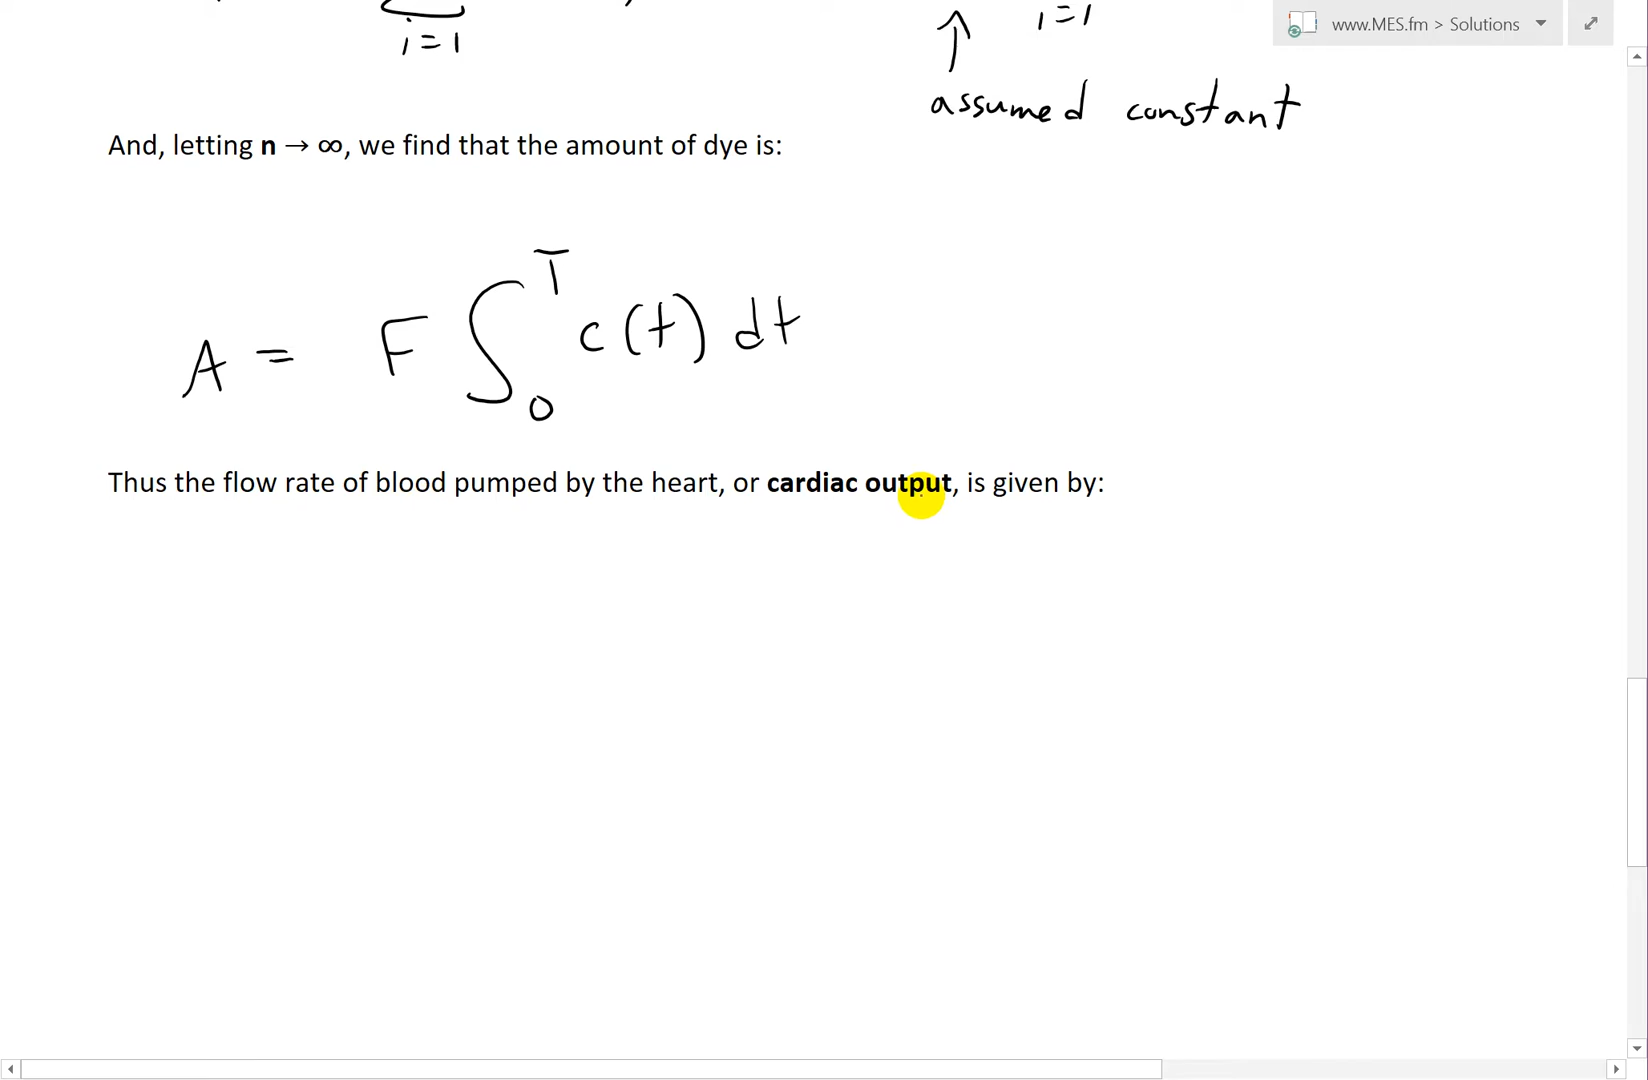 i=1
i=1
www.MES.fm > Solutions
assumed constant
And, letting n → ∞, we find that the amount of dye is:
A = F ∫₀ᵀ c(t) dt
Thus the flow rate of blood pumped by the heart, or cardiac output, is given by: